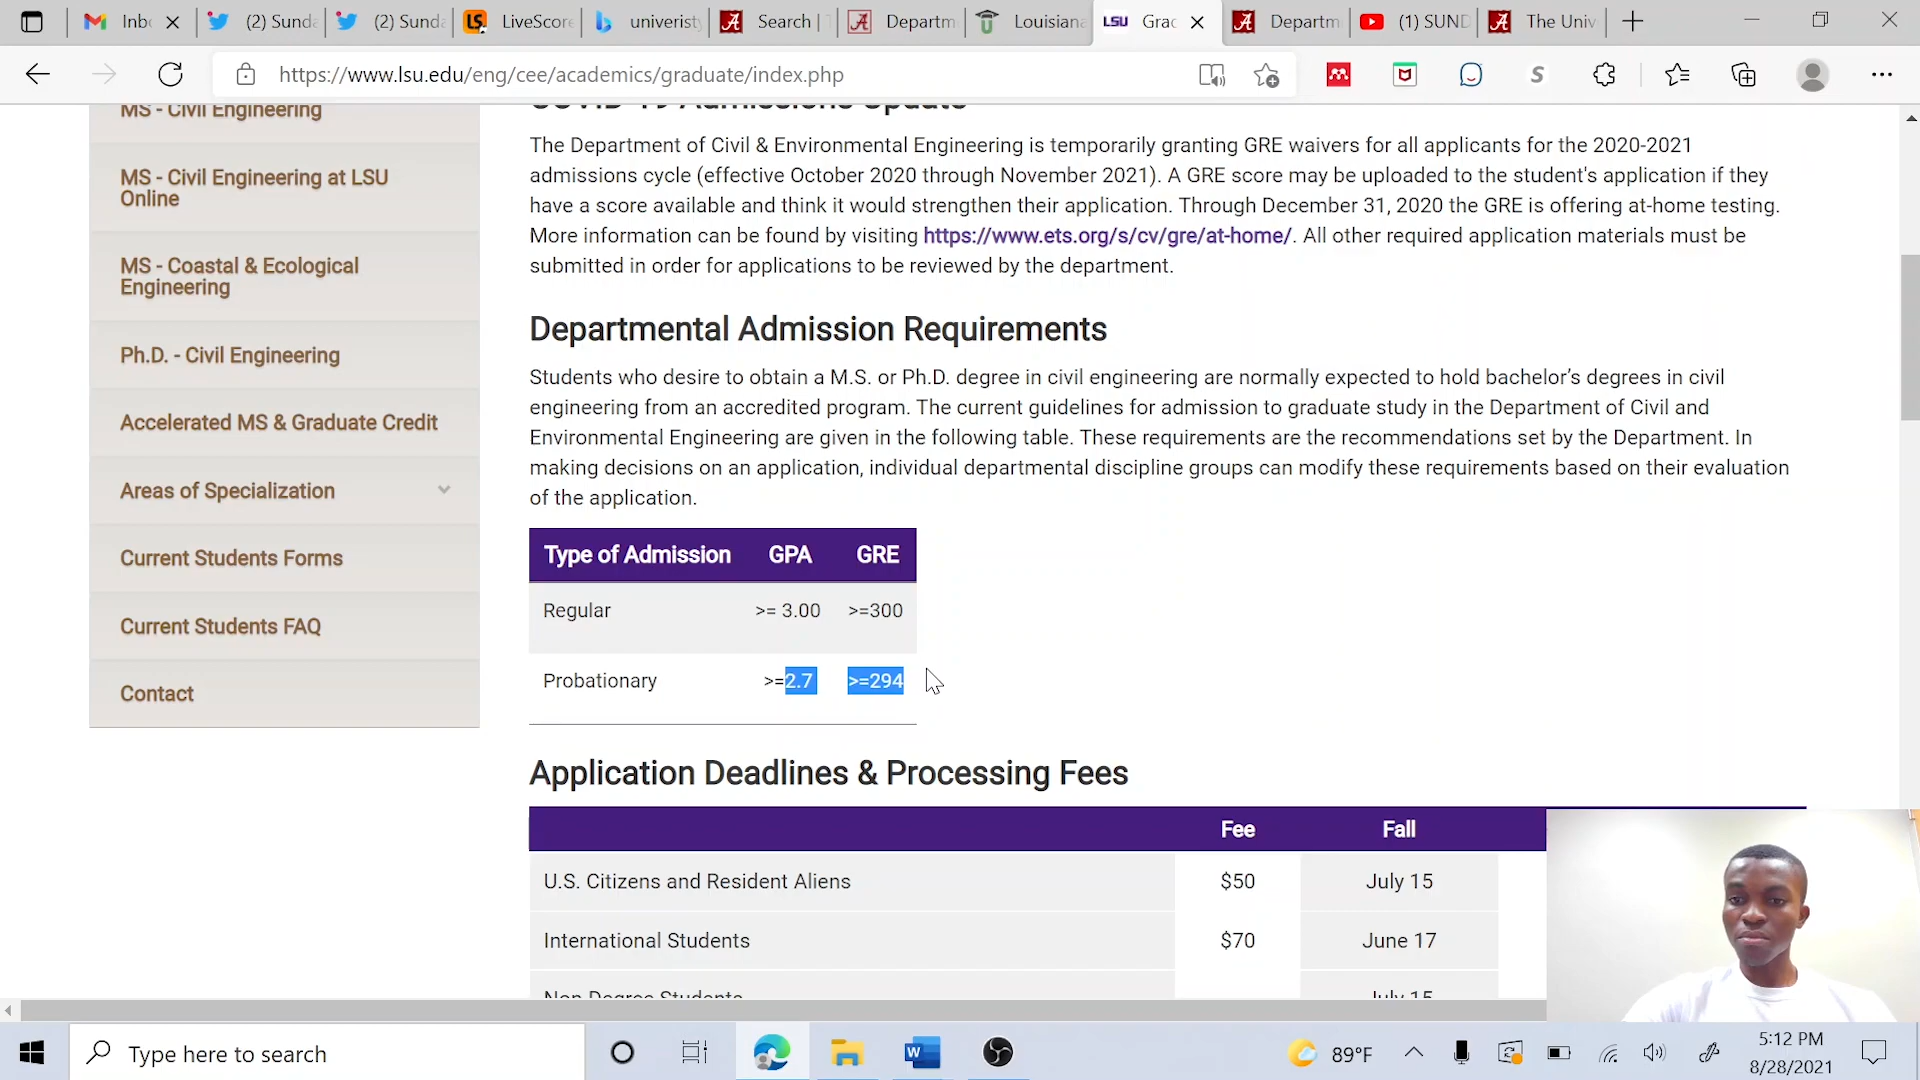 Inb
(2) Sunda
(2) Sunda
LS
LiveScore
univeristy
Search | T
Departm
Louisiana
LSU
Grad
Departm
(1) SUND
The Univ
https://www.lsu.edu/eng/cee/academics/graduate/index.php
MS - Civil Engineering
MS - Civil Engineering at LSU
Online
MS - Coastal & Ecological
Engineering
Ph.D. - Civil Engineering
Accelerated MS & Graduate Credit
Areas of Specialization
Current Students Forms
Current Students FAQ
Contact
COVID-19 Admissions Update
The Department of Civil & Environmental Engineering is temporarily granting GRE waivers for all applicants for the 2020-2021
admissions cycle (effective October 2020 through November 2021). A GRE score may be uploaded to the student's application if they
have a score available and think it would strengthen their application. Through December 31, 2020 the GRE is offering at-home testing.
More information can be found by visiting https://www.ets.org/s/cv/gre/at-home/. All other required application materials must be
submitted in order for applications to be reviewed by the department.
Departmental Admission Requirements
Students who desire to obtain a M.S. or Ph.D. degree in civil engineering are normally expected to hold bachelor’s degrees in civil
engineering from an accredited program. The current guidelines for admission to graduate study in the Department of Civil and
Environmental Engineering are given in the following table. These requirements are the recommendations set by the Department. In
making decisions on an application, individual departmental discipline groups can modify these requirements based on their evaluation
of the application.
Type of Admission GPA GRE
Regular >= 3.00 >=300
Probationary >=2.7 >=294
Application Deadlines & Processing Fees
Fee Fall
U.S. Citizens and Resident Aliens $50 July 15
International Students $70 June 17
Non Degree Students July 15
Type here to search
89°F
5:12 PM
8/28/2021